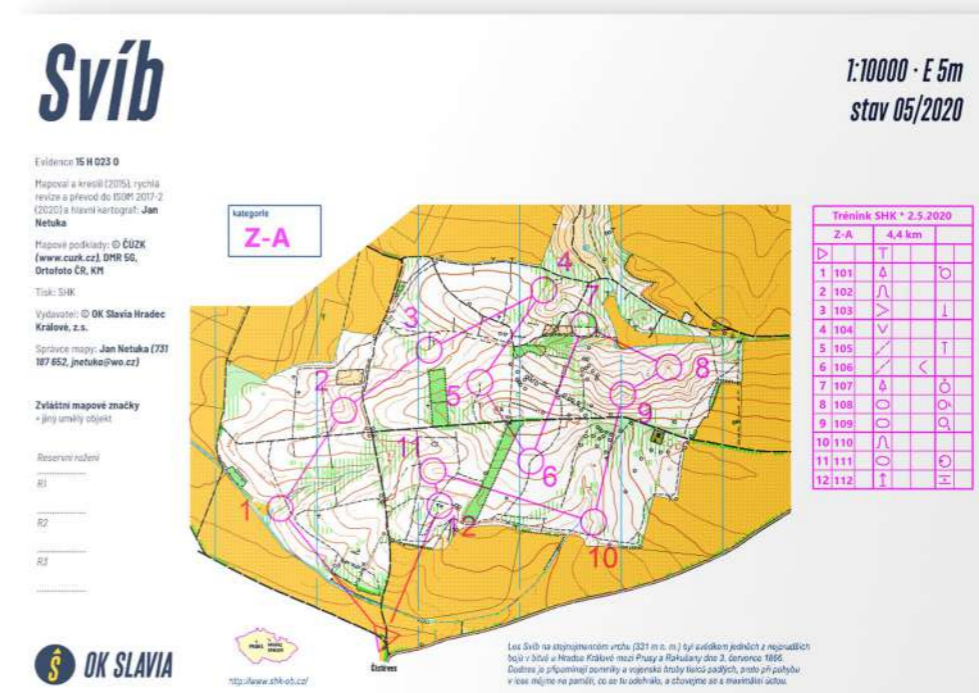 Svíb
1:10000 · E 5m
stav 05/2020
Evidence 15 H 023 0
Mapoval a kreslil (2015), rychlá
revize a převod do ISOM 2017-2
(2020) a hlavní kartograf: Jan
Netuka
Mapové podklady: © ČÚZK
(www.cuzk.cz), DMR 5G,
Ortofoto ČR, KM
Tisk: SHK
Vydavatel: © OK Slavia Hradec
Králové, z.s.
Správce mapy: Jan Netuka (731
187 652, jnetuka@wo.cz)
Zvláštní mapové značky
× jiný umělý objekt
Reservní ražení
R1
R2
R3
kategorie
Z-A
4
7
3
2
5
8
9
11
6
1
12
10
Čistěves
Trénink SHK * 2.5.2020
Z-A 4,4 km
1 101
2 102
3 103
4 104
5 105
6 106
7 107
8 108
9 109
10 110
11 111
12 112
OK SLAVIA
http://www.shk-ob.cz/
Les Svíb na stejnojmenném vrchu (331 m n. m.) byl svědkem jedněch z nejprudších
bojů v bitvě u Hradce Králové mezi Prusy a Rakušany dne 3. července 1866.
Dodnes je připomínají pomníky a vojenské hroby tisíců padlých, proto při pohybu
v lese mějme na paměti, co se tu odehrálo, a chovejme se s maximální úctou.